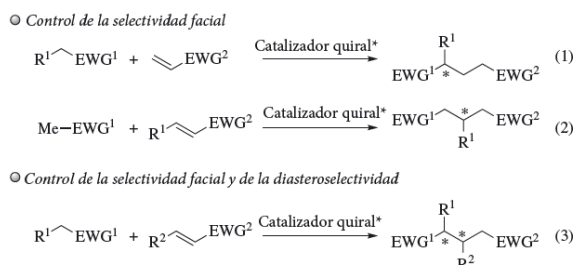 Control de la selectividad facial
R¹ EWG¹ + EWG² Catalizador quiral* R¹ EWG¹ * EWG² (1)
Me–EWG¹ + R¹ EWG² Catalizador quiral* EWG¹ * EWG² R¹ (2)
Control de la selectividad facial y de la diasteroselectividad
R¹ EWG¹ + R² EWG² Catalizador quiral* R¹ EWG¹ * * EWG² R² (3)